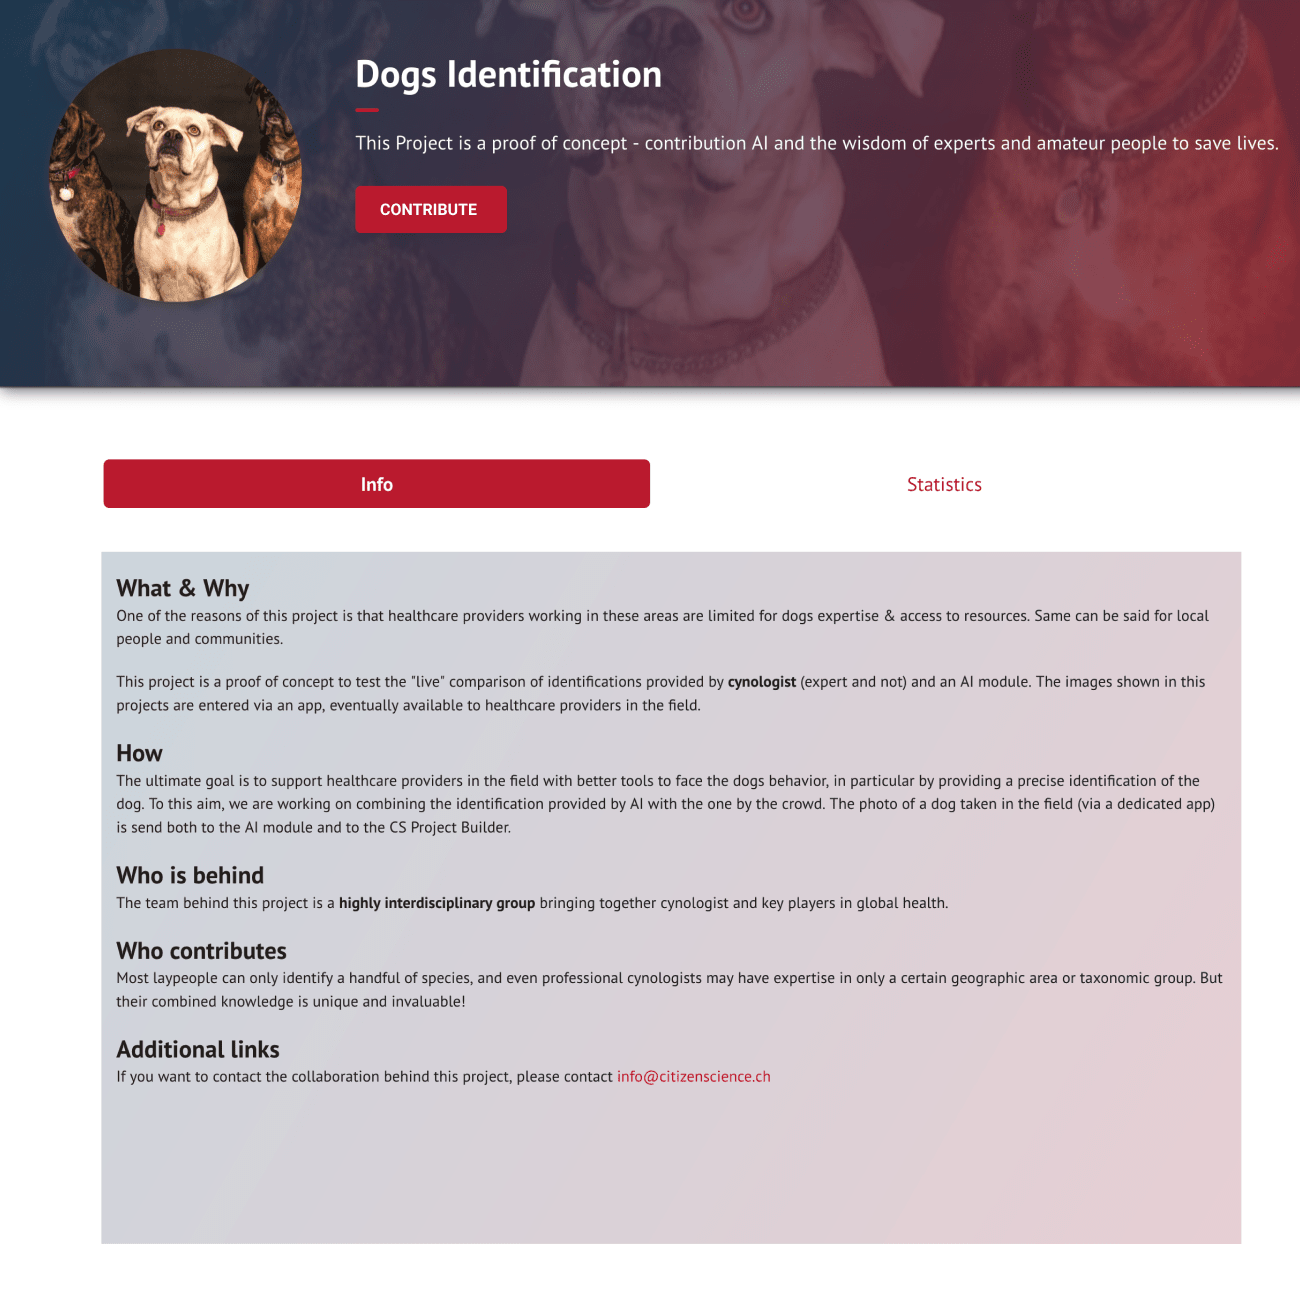 Dogs Identification
This Project is a proof of concept - contribution AI and the wisdom of experts and amateur people to save lives.
CONTRIBUTE
Info
Statistics
What & Why
One of the reasons of this project is that healthcare providers working in these areas are limited for dogs expertise & access to resources. Same can be said for local
people and communities.
This project is a proof of concept to test the "live" comparison of identifications provided by cynologist (expert and not) and an AI module. The images shown in this
projects are entered via an app, eventually available to healthcare providers in the field.
How
The ultimate goal is to support healthcare providers in the field with better tools to face the dogs behavior, in particular by providing a precise identification of the
dog. To this aim, we are working on combining the identification provided by AI with the one by the crowd. The photo of a dog taken in the field (via a dedicated app)
is send both to the AI module and to the CS Project Builder.
Who is behind
The team behind this project is a highly interdisciplinary group bringing together cynologist and key players in global health.
Who contributes
Most laypeople can only identify a handful of species, and even professional cynologists may have expertise in only a certain geographic area or taxonomic group. But
their combined knowledge is unique and invaluable!
Additional links
If you want to contact the collaboration behind this project, please contact info@citizenscience.ch